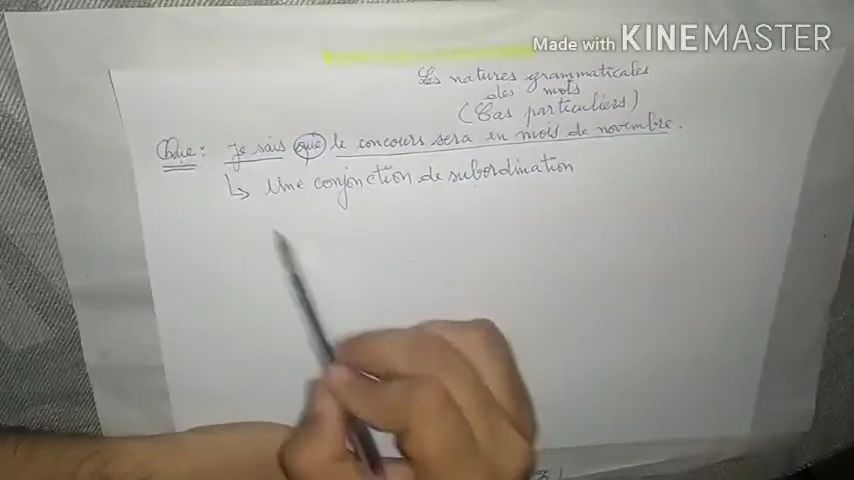 Made with KINEMASTER
Les natures grammaticales
des mots
(Cas particuliers)
Que : Je sais que le concours sera en mois de novembre.
↳ Une conjonction de subordination